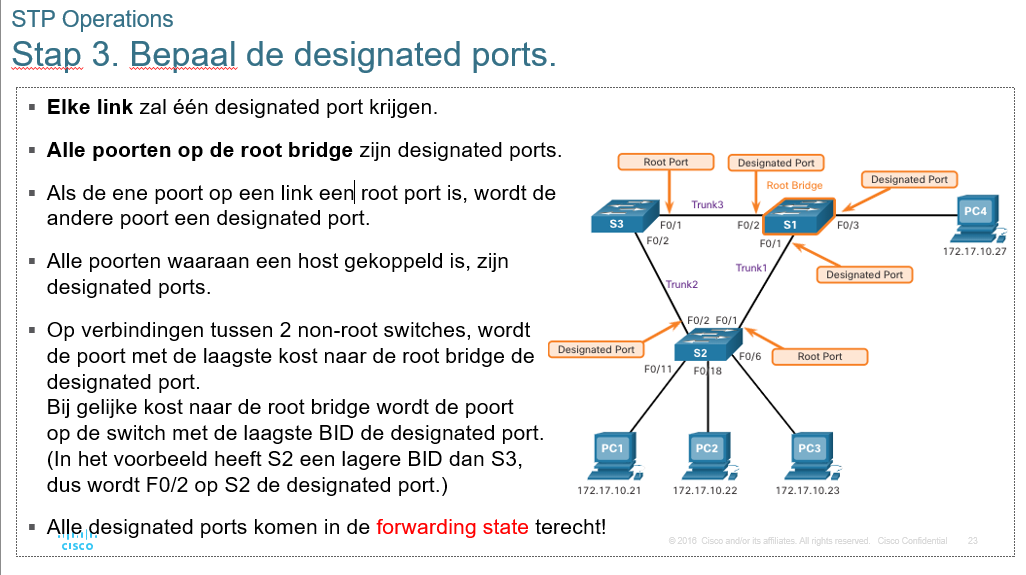 STP Operations
Stap 3. Bepaal de designated ports.
▪ Elke link zal één designated port krijgen.
▪ Alle poorten op de root bridge zijn designated ports.
▪ Als de ene poort op een link een root port is, wordt de
andere poort een designated port.
▪ Alle poorten waaraan een host gekoppeld is, zijn
designated ports.
▪ Op verbindingen tussen 2 non-root switches, wordt
de poort met de laagste kost naar de root bridge de
designated port.
Bij gelijke kost naar de root bridge wordt de poort
op de switch met de laagste BID de designated port.
(In het voorbeeld heeft S2 een lagere BID dan S3,
dus wordt F0/2 op S2 de designated port.)
▪ Alle designated ports komen in de forwarding state terecht!
Root Port
Designated Port
Root Bridge
Designated Port
Trunk3
S3
F0/1
F0/2
S1
F0/3
PC4
F0/2
F0/1
172.17.10.27
Trunk1
Designated Port
Trunk2
F0/2
F0/1
Designated Port
S2
F0/6
Root Port
F0/11
F0/18
PC1
PC2
PC3
172.17.10.21
172.17.10.22
172.17.10.23
CISCO
© 2016 Cisco and/or its affiliates. All rights reserved. Cisco Confidential
23